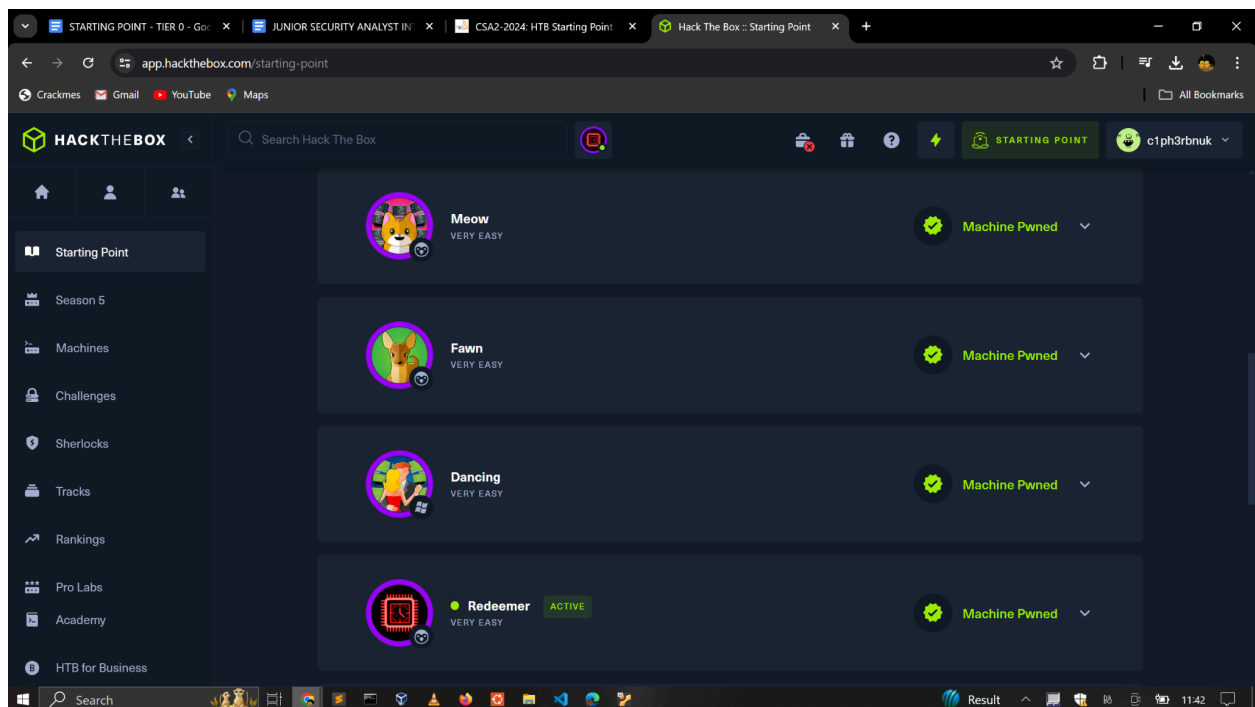 STARTING POINT - TIER 0 - Goo
JUNIOR SECURITY ANALYST IN
CSA2-2024: HTB Starting Point
Hack The Box :: Starting Point
app.hackthebox.com/starting-point
Crackmes
Gmail
YouTube
Maps
All Bookmarks
HACKTHEBOX
Search Hack The Box
STARTING POINT
c1ph3rbnuk
Starting Point
Season 5
Machines
Challenges
Sherlocks
Tracks
Rankings
Pro Labs
Academy
B HTB for Business
Meow
VERY EASY
Machine Pwned
Fawn
VERY EASY
Machine Pwned
Dancing
VERY EASY
Machine Pwned
Redeemer ACTIVE
VERY EASY
Machine Pwned
Search
Result
11:42